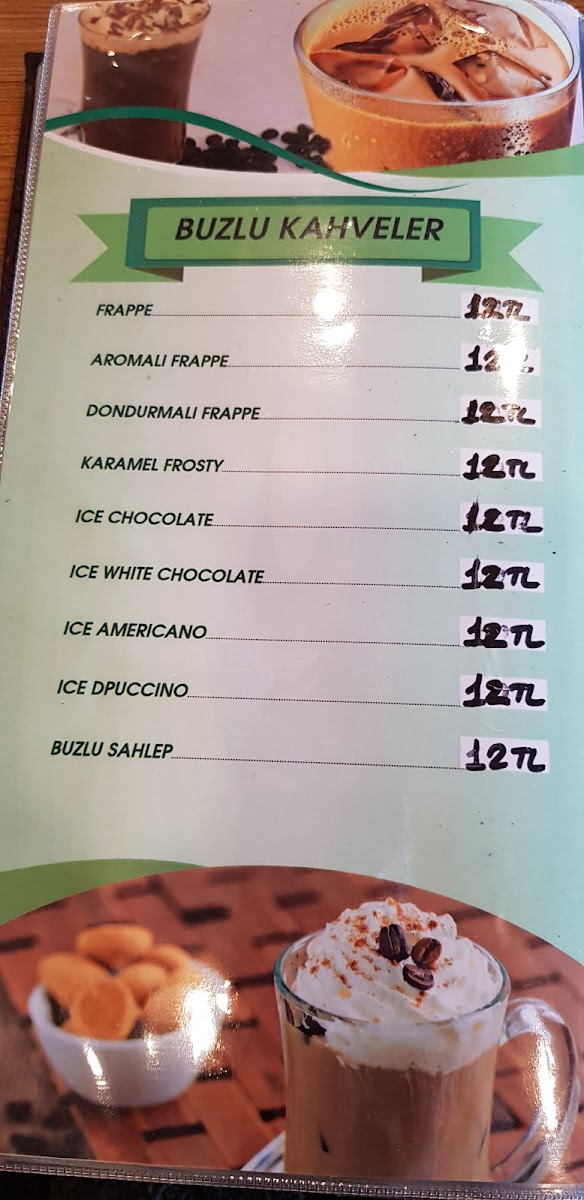 BUZLU KAHVELER
FRAPPE 12TL
AROMALI FRAPPE 12TL
DONDURMALI FRAPPE 12TL
KARAMEL FROSTY 12TL
ICE CHOCOLATE 12TL
ICE WHITE CHOCOLATE 12TL
ICE AMERICANO 12TL
ICE DPUCCINO 12TL
BUZLU SAHLEP 12TL